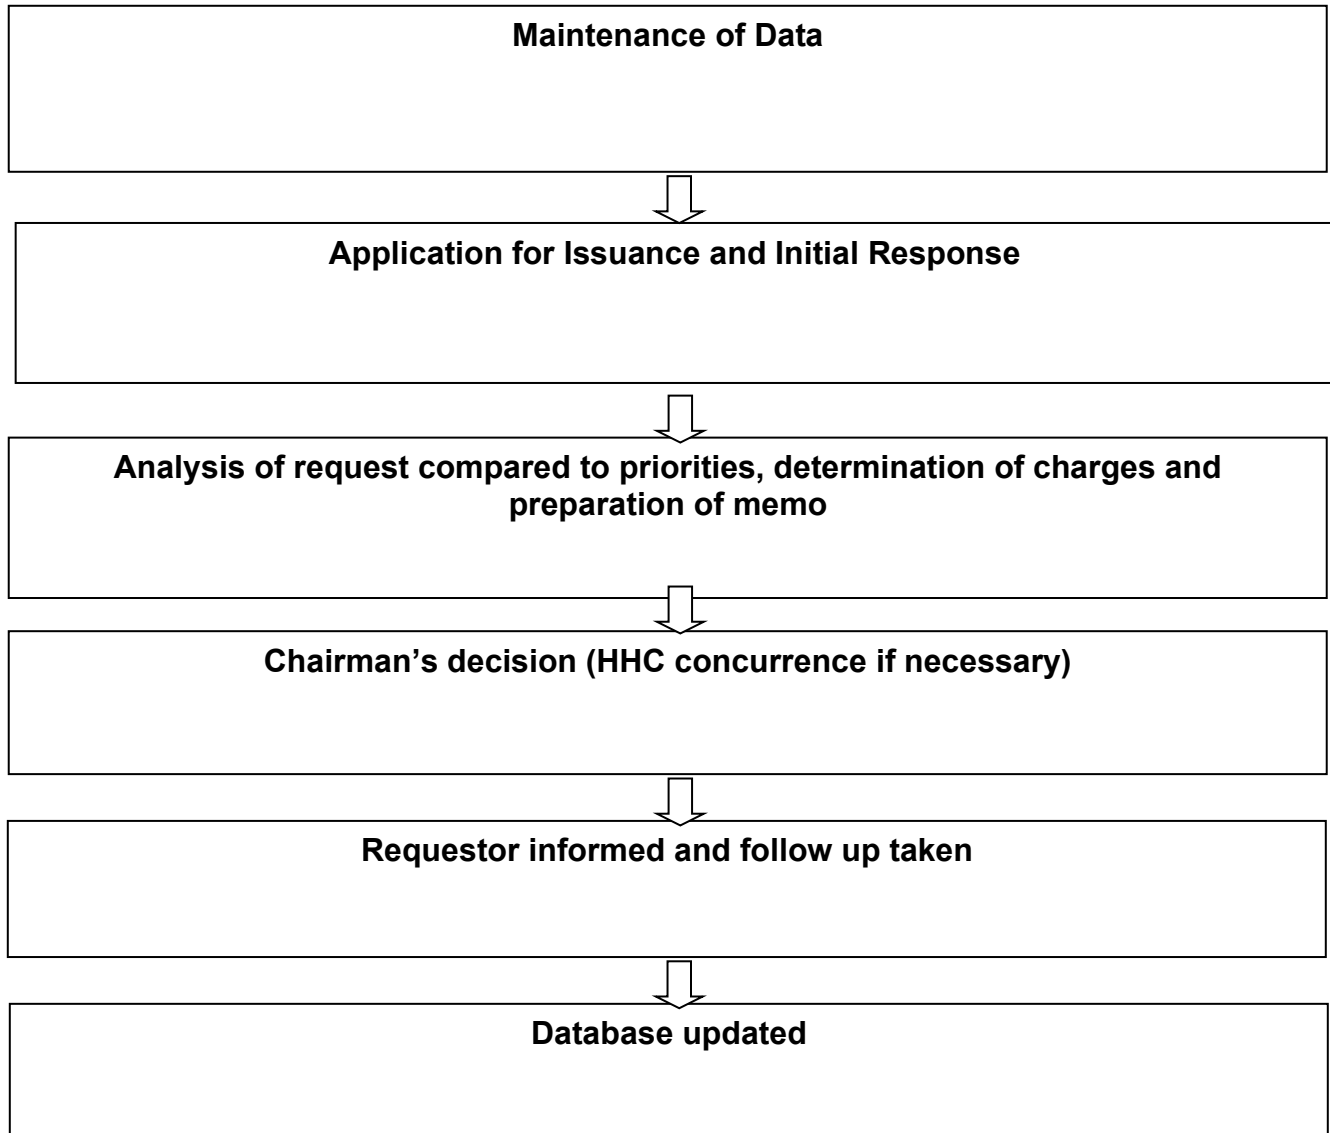 Maintenance of Data
Application for Issuance and Initial Response
Analysis of request compared to priorities, determination of charges and
preparation of memo
Chairman’s decision (HHC concurrence if necessary)
Requestor informed and follow up taken
Database updated